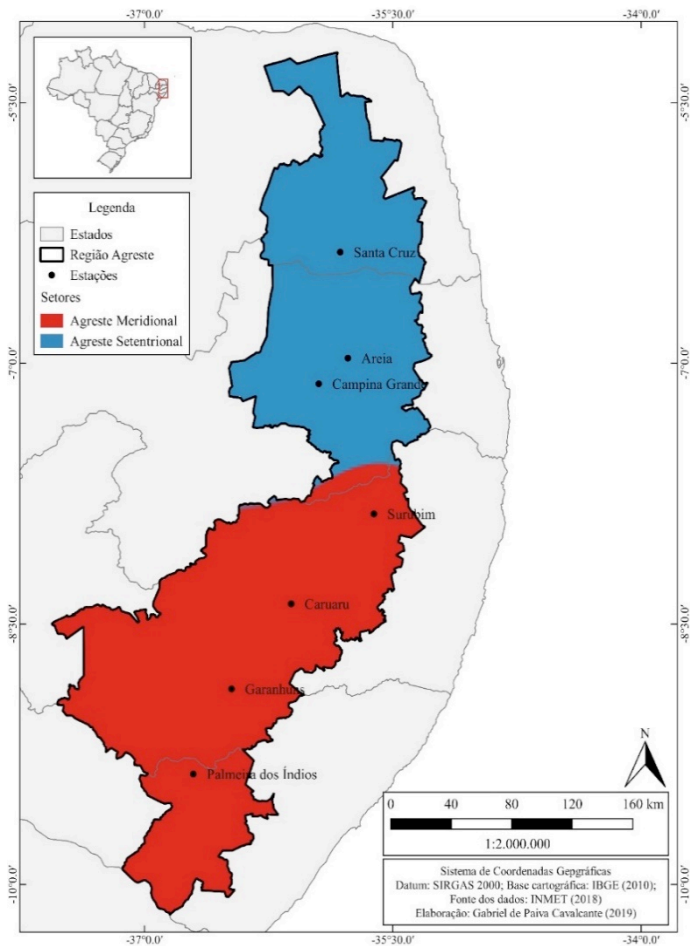 -37°0.0'
-35°30.0'
-34°0.0'
-5°30.0'
-5°30.0'
Legenda
Estados
Região Agreste
Estações
Setores
Agreste Meridional
Agreste Setentrional
Santa Cruz
Areia
Campina Grande
-7°0.0'
-7°0.0'
Surubim
Caruaru
-8°30.0'
-8°30.0'
Garanhuns
Palmeira dos Índios
N
0 40 80 120 160 km
1:2.000.000
Sistema de Coordenadas Gepgráficas
Datum: SIRGAS 2000; Base cartográfica: IBGE (2010);
Fonte dos dados: INMET (2018)
Elaboração: Gabriel de Paiva Cavalcante (2019)
-10°0.0'
-10°0.0'
-37°0.0'
-35°30.0'
-34°0.0'